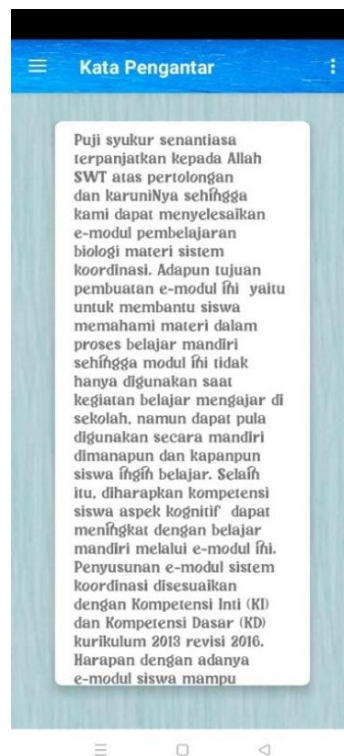 Kata Pengantar
Puji syukur senantiasa
terpanjatkan kepada Allah
SWT atas pertolongan
dan karuniNya sehingga
kami dapat menyelesaikan
e-modul pembelajaran
biologi materi sistem
koordinasi. Adapun tujuan
pembuatan e-modul ini yaitu
untuk membantu siswa
memahami materi dalam
proses belajar mandiri
sehingga modul ini tidak
hanya digunakan saat
kegiatan belajar mengajar di
sekolah, namun dapat pula
digunakan secara mandiri
dimanapun dan kapanpun
siswa ingin belajar. Selain
itu, diharapkan kompetensi
siswa aspek kognitif dapat
meningkat dengan belajar
mandiri melalui e-modul ini.
Penyusunan e-modul sistem
koordinasi disesuaikan
dengan Kompetensi Inti (KI)
dan Kompetensi Dasar (KD)
kurikulum 2013 revisi 2016.
Harapan dengan adanya
e-modul siswa mampu